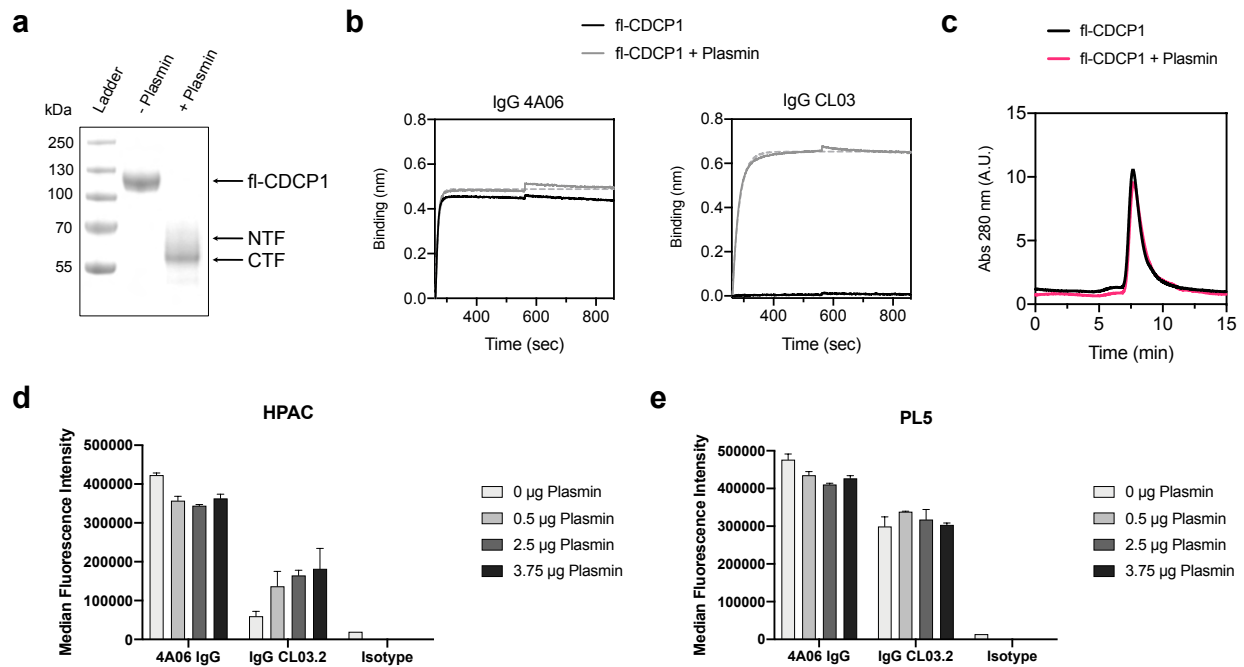 a
kDa
Ladder
- Plasmin
+ Plasmin
250
130
100
70
55
fl-CDCP1
NTF
CTF
b
fl-CDCP1
fl-CDCP1 + Plasmin
IgG 4A06
Binding (nm)
0.8
0.6
0.4
0.2
0.0
400 600 800
Time (sec)
IgG CL03
Binding (nm)
0.8
0.6
0.4
0.2
0.0
400 600 800
Time (sec)
c
fl-CDCP1
fl-CDCP1 + Plasmin
Abs 280 nm (A.U.)
15
10
5
0
0 5 10 15
Time (min)
d
HPAC
Median Fluorescence Intensity
500000
400000
300000
200000
100000
0
4A06 IgG IgG CL03.2 Isotype
0 µg Plasmin
0.5 µg Plasmin
2.5 µg Plasmin
3.75 µg Plasmin
e
PL5
Median Fluorescence Intensity
500000
400000
300000
200000
100000
0
4A06 IgG IgG CL03.2 Isotype
0 µg Plasmin
0.5 µg Plasmin
2.5 µg Plasmin
3.75 µg Plasmin